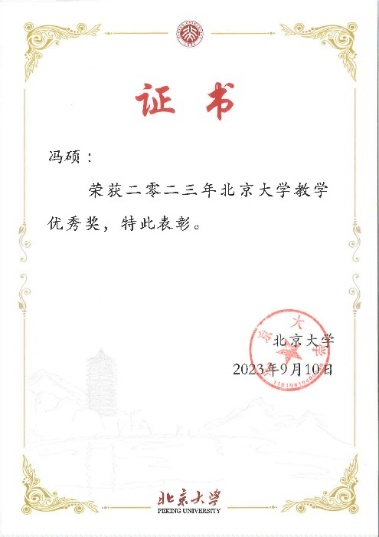 证 书
冯硕：
荣获二零二三年北京大学教学
优秀奖，特此表彰。
北京大学
2023年9月10日
北京大学
PEKING UNIVERSITY